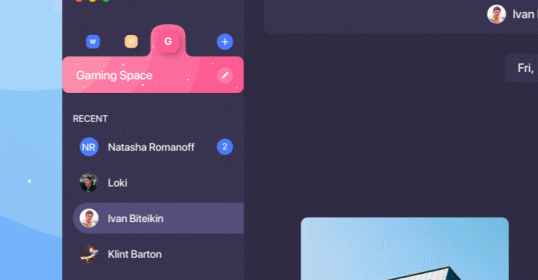 W
H
G
+
Ivan
Gaming Space
Fri,
RECENT
NR Natasha Romanoff 2
Loki
Ivan Biteikin
Klint Barton